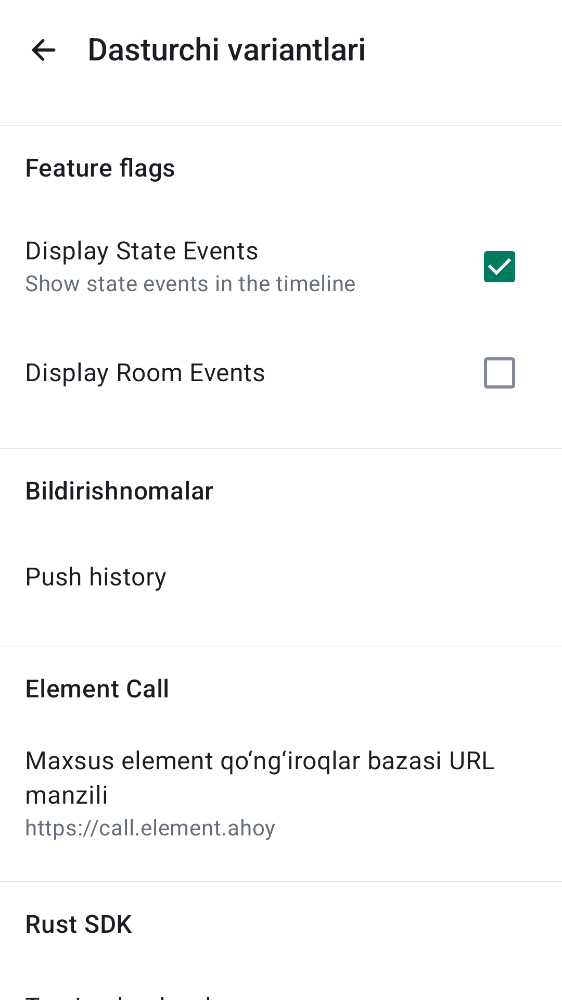 Dasturchi variantlari
Feature flags
Display State Events
Show state events in the timeline
Display Room Events
Bildirishnomalar
Push history
Element Call
Maxsus element qo‘ng‘iroqlar bazasi URL
manzili
https://call.element.ahoy
Rust SDK